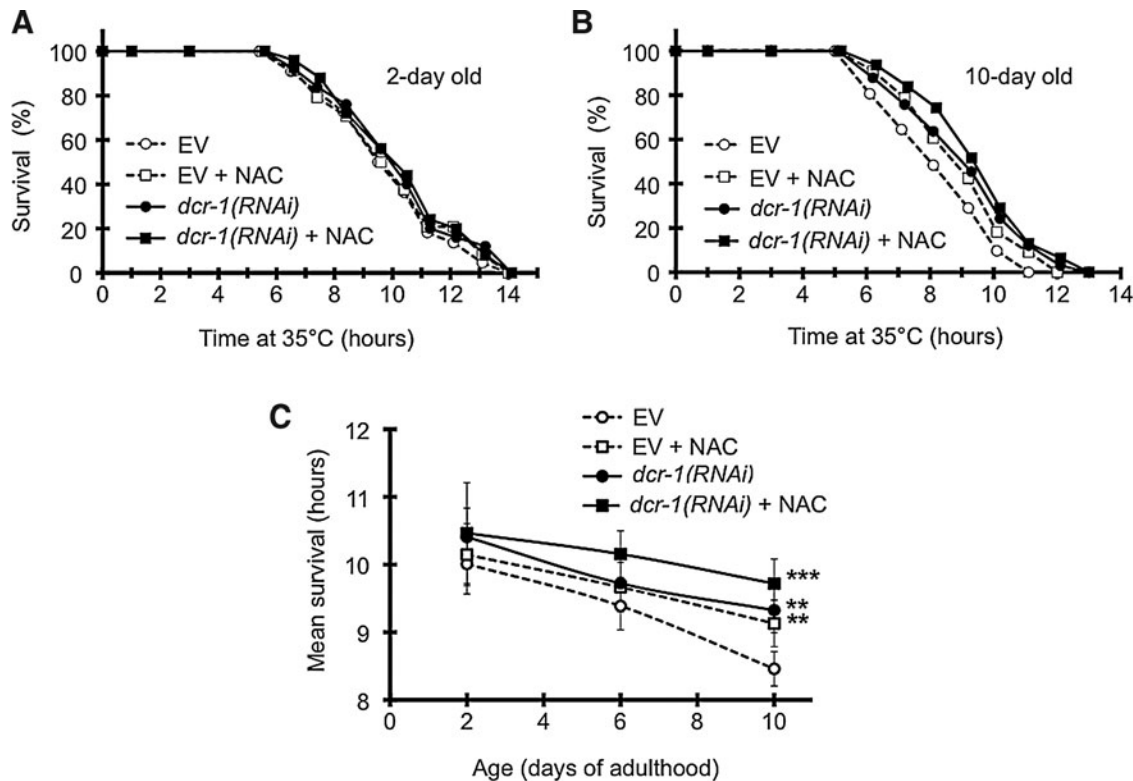 A
100
80
60
40
20
0
Survival (%)
2-day old
EV
EV + NAC
dcr-1(RNAi)
dcr-1(RNAi) + NAC
0 2 4 6 8 10 12 14
Time at 35°C (hours)
B
100
80
60
40
20
0
Survival (%)
10-day old
EV
EV + NAC
dcr-1(RNAi)
dcr-1(RNAi) + NAC
0 2 4 6 8 10 12 14
Time at 35°C (hours)
C
12
11
10
9
8
Mean survival (hours)
EV
EV + NAC
dcr-1(RNAi)
dcr-1(RNAi) + NAC
***
**
**
0 2 4 6 8 10
Age (days of adulthood)